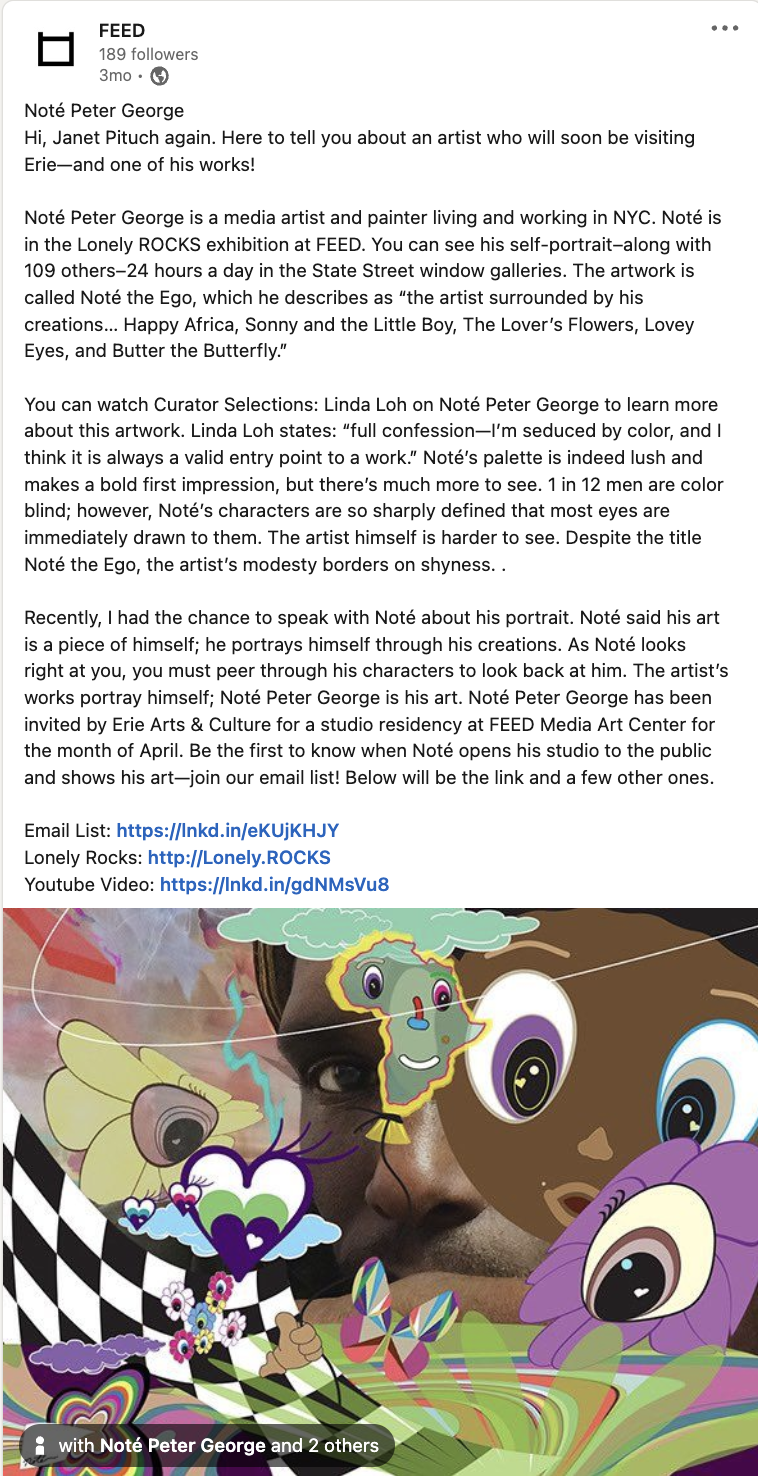 FEED
189 followers
3mo •
Noté Peter George
Hi, Janet Pituch again. Here to tell you about an artist who will soon be visiting
Erie—and one of his works!
Noté Peter George is a media artist and painter living and working in NYC. Noté is
in the Lonely ROCKS exhibition at FEED. You can see his self-portrait–along with
109 others–24 hours a day in the State Street window galleries. The artwork is
called Noté the Ego, which he describes as “the artist surrounded by his
creations... Happy Africa, Sonny and the Little Boy, The Lover’s Flowers, Lovey
Eyes, and Butter the Butterfly.”
You can watch Curator Selections: Linda Loh on Noté Peter George to learn more
about this artwork. Linda Loh states: “full confession—I’m seduced by color, and I
think it is always a valid entry point to a work.” Noté’s palette is indeed lush and
makes a bold first impression, but there’s much more to see. 1 in 12 men are color
blind; however, Noté’s characters are so sharply defined that most eyes are
immediately drawn to them. The artist himself is harder to see. Despite the title
Noté the Ego, the artist’s modesty borders on shyness. .
Recently, I had the chance to speak with Noté about his portrait. Noté said his art
is a piece of himself; he portrays himself through his creations. As Noté looks
right at you, you must peer through his characters to look back at him. The artist’s
works portray himself; Noté Peter George is his art. Noté Peter George has been
invited by Erie Arts & Culture for a studio residency at FEED Media Art Center for
the month of April. Be the first to know when Noté opens his studio to the public
and shows his art—join our email list! Below will be the link and a few other ones.
Email List: https://lnkd.in/eKUjKHJY
Lonely Rocks: http://Lonely.ROCKS
Youtube Video: https://lnkd.in/gdNMsVu8
with Noté Peter George and 2 others